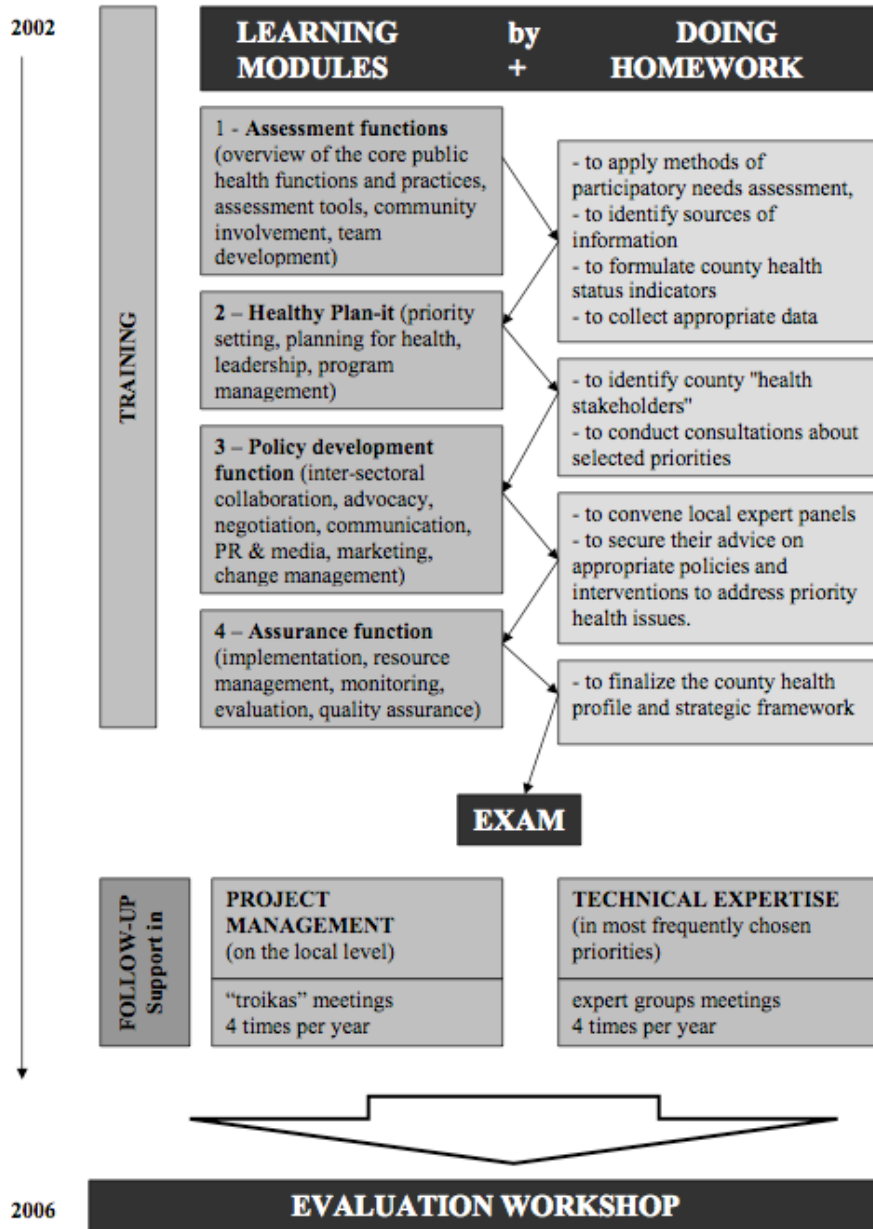 2002
TRAINING
LEARNING by DOING
MODULES + HOMEWORK
1 - Assessment functions
(overview of the core public
health functions and practices,
assessment tools, community
involvement, team
development)
- to apply methods of
participatory needs assessment,
- to identify sources of
information
- to formulate county health
status indicators
- to collect appropriate data
2 – Healthy Plan-it (priority
setting, planning for health,
leadership, program
management)
- to identify county "health
stakeholders"
- to conduct consultations about
selected priorities
3 – Policy development
function (inter-sectoral
collaboration, advocacy,
negotiation, communication,
PR & media, marketing,
change management)
- to convene local expert panels
- to secure their advice on
appropriate policies and
interventions to address priority
health issues.
4 – Assurance function
(implementation, resource
management, monitoring,
evaluation, quality assurance)
- to finalize the county health
profile and strategic framework
EXAM
FOLLOW-UP
Support in
PROJECT
MANAGEMENT
(on the local level)
“troikas” meetings
4 times per year
TECHNICAL EXPERTISE
(in most frequently chosen
priorities)
expert groups meetings
4 times per year
2006
EVALUATION WORKSHOP